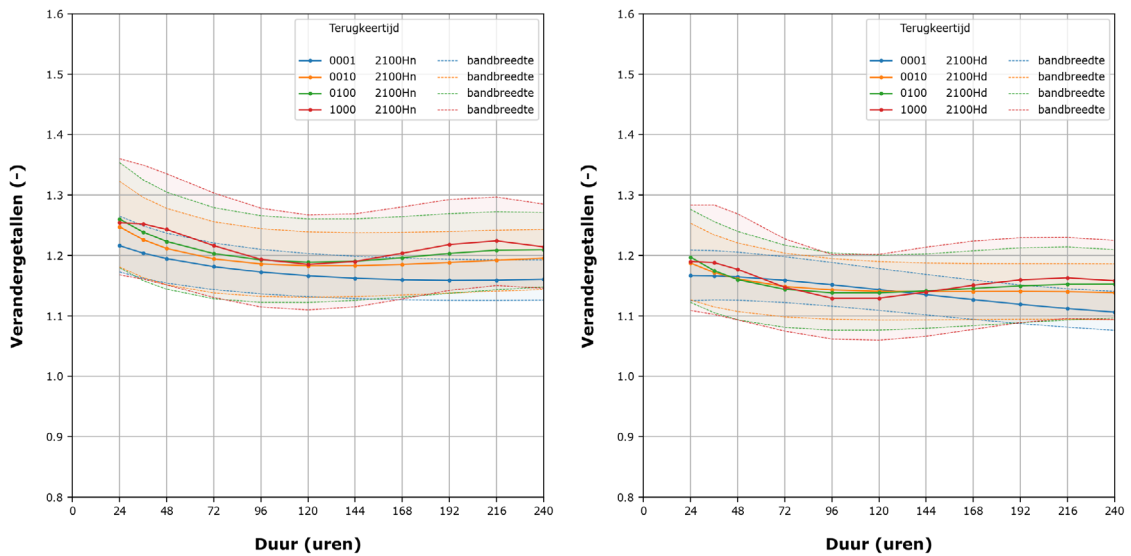 1.6
1.5
1.4
1.3
1.2
1.1
1.0
0.9
0.8
Verandergetallen (-)
Terugkeertijd
0001 2100Hn bandbreedte
0010 2100Hn bandbreedte
0100 2100Hn bandbreedte
1000 2100Hn bandbreedte
0 24 48 72 96 120 144 168 192 216 240
Duur (uren)
1.6
1.5
1.4
1.3
1.2
1.1
1.0
0.9
0.8
Verandergetallen (-)
Terugkeertijd
0001 2100Hd bandbreedte
0010 2100Hd bandbreedte
0100 2100Hd bandbreedte
1000 2100Hd bandbreedte
0 24 48 72 96 120 144 168 192 216 240
Duur (uren)